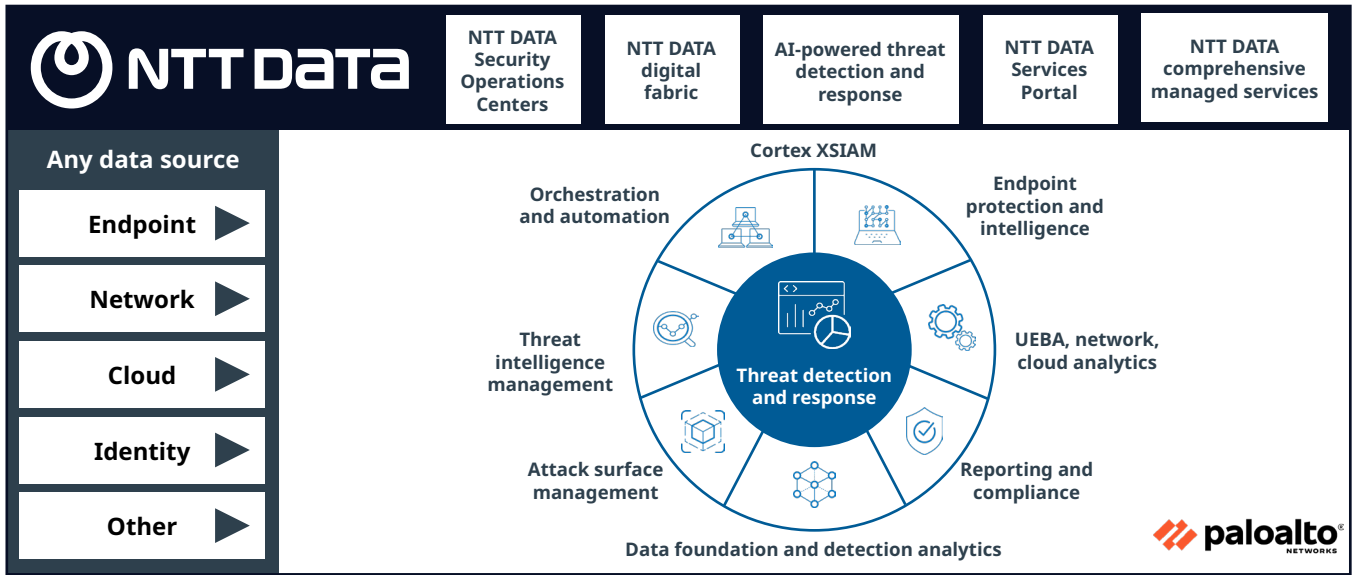 NTT DATA
NTT DATA
Security
Operations
Centers
NTT DATA
digital
fabric
AI-powered threat
detection and
response
NTT DATA
Services
Portal
NTT DATA
comprehensive
managed services
Any data source
Endpoint
Network
Cloud
Identity
Other
Cortex XSIAM
Orchestration
and automation
Endpoint
protection and
intelligence
Threat
intelligence
management
UEBA, network,
cloud analytics
Threat detection
and response
Attack surface
management
Reporting and
compliance
Data foundation and detection analytics
paloalto®
NETWORKS